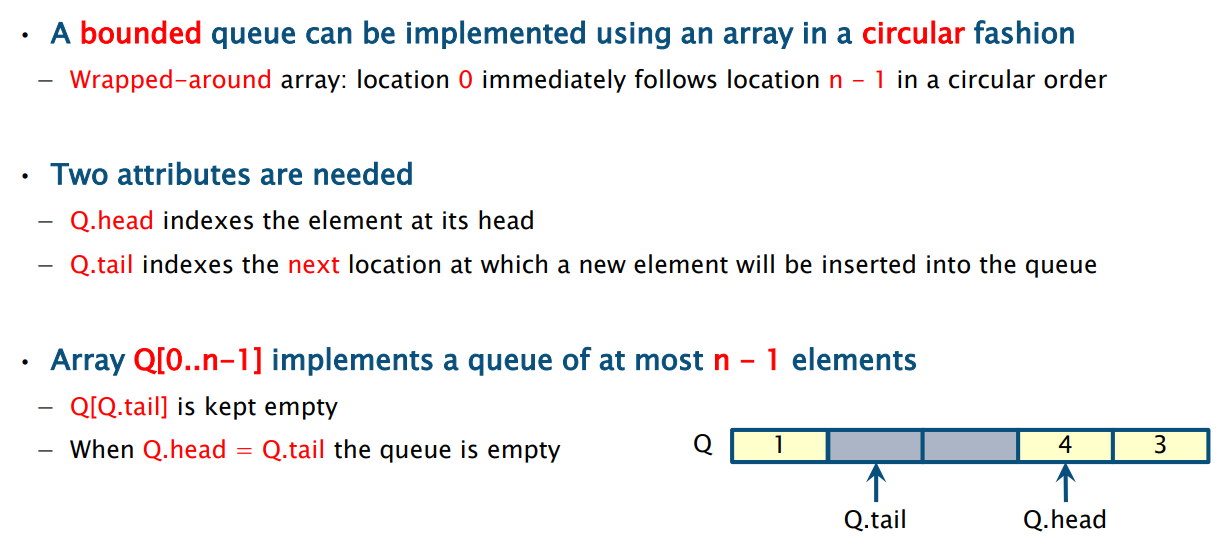 • A bounded queue can be implemented using an array in a circular fashion
– Wrapped-around array: location 0 immediately follows location n - 1 in a circular order
• Two attributes are needed
– Q.head indexes the element at its head
– Q.tail indexes the next location at which a new element will be inserted into the queue
• Array Q[0..n-1] implements a queue of at most n - 1 elements
– Q[Q.tail] is kept empty
– When Q.head = Q.tail the queue is empty
Q 1 4 3
Q.tail Q.head